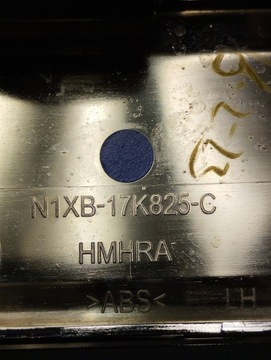 N1XB-17K825-C
HMHRA
>ABS<
LH